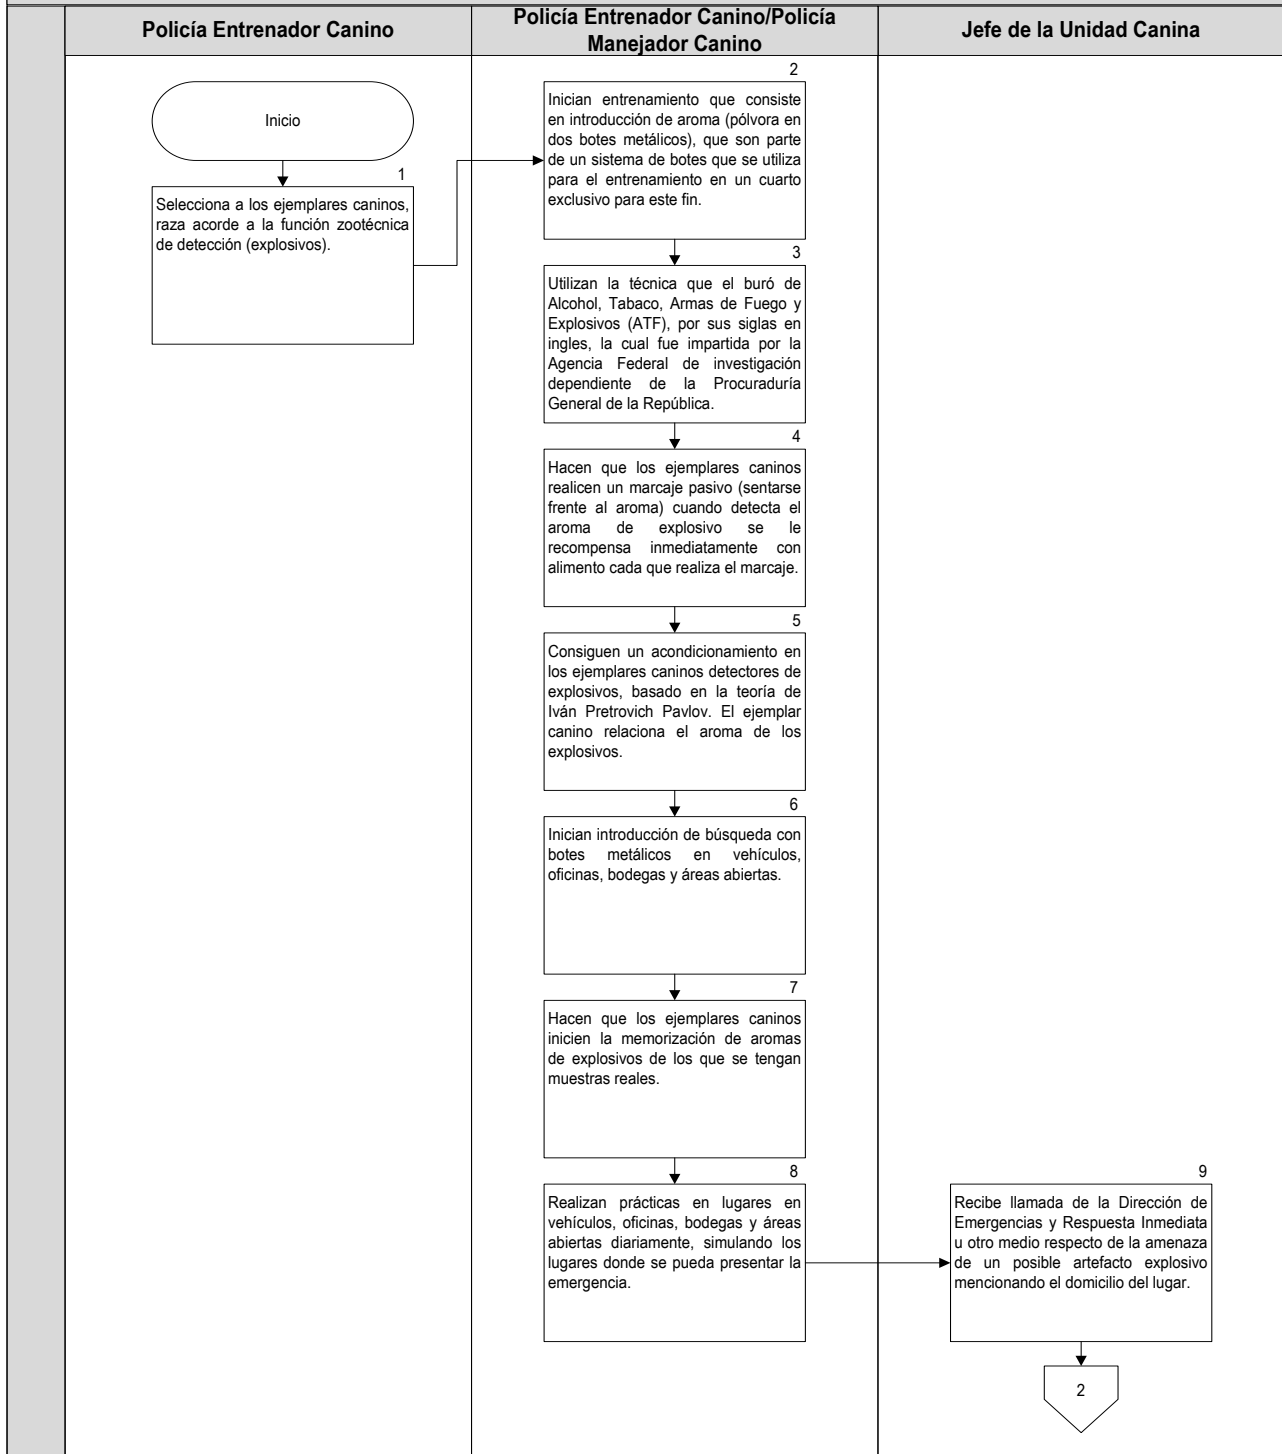 Policía Entrenador Canino
Policía Entrenador Canino/Policía
Manejador Canino
Jefe de la Unidad Canina
Inicio
1
Selecciona a los ejemplares caninos,
raza acorde a la función zootécnica
de detección (explosivos).
2
Inician entrenamiento que consiste
en introducción de aroma (pólvora en
dos botes metálicos), que son parte
de un sistema de botes que se utiliza
para el entrenamiento en un cuarto
exclusivo para este fin.
3
Utilizan la técnica que el buró de
Alcohol, Tabaco, Armas de Fuego y
Explosivos (ATF), por sus siglas en
ingles, la cual fue impartida por la
Agencia Federal de investigación
dependiente de la Procuraduría
General de la República.
4
Hacen que los ejemplares caninos
realicen un marcaje pasivo (sentarse
frente al aroma) cuando detecta el
aroma de explosivo se le
recompensa inmediatamente con
alimento cada que realiza el marcaje.
5
Consiguen un acondicionamiento en
los ejemplares caninos detectores de
explosivos, basado en la teoría de
Iván Pretrovich Pavlov. El ejemplar
canino relaciona el aroma de los
explosivos.
6
Inician introducción de búsqueda con
botes metálicos en vehículos,
oficinas, bodegas y áreas abiertas.
7
Hacen que los ejemplares caninos
inicien la memorización de aromas
de explosivos de los que se tengan
muestras reales.
8
Realizan prácticas en lugares en
vehículos, oficinas, bodegas y áreas
abiertas diariamente, simulando los
lugares donde se pueda presentar la
emergencia.
9
Recibe llamada de la Dirección de
Emergencias y Respuesta Inmediata
u otro medio respecto de la amenaza
de un posible artefacto explosivo
mencionando el domicilio del lugar.
2